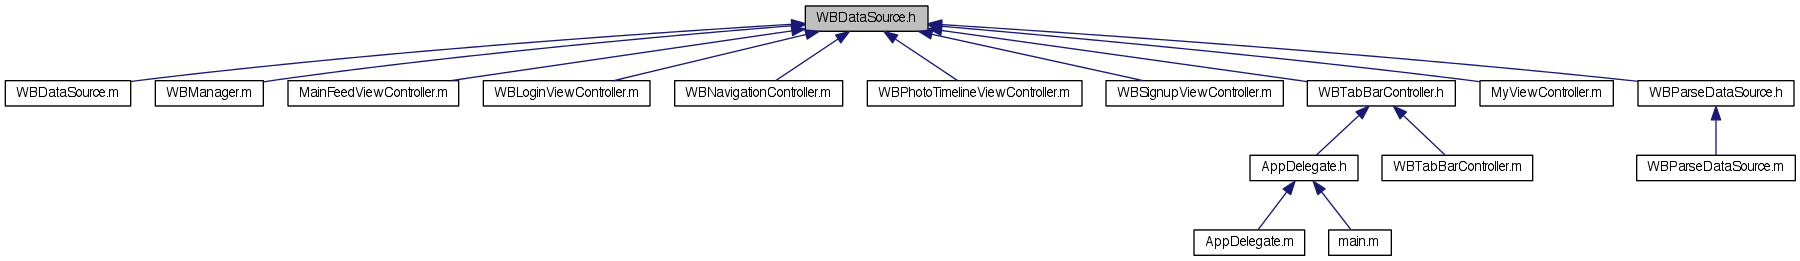 WBDataSource.h
WBDataSource.m
WBManager.m
MainFeedViewController.m
WBLoginViewController.m
WBNavigationController.m
WBPhotoTimelineViewController.m
WBSignupViewController.m
WBTabBarController.h
MyViewController.m
WBParseDataSource.h
AppDelegate.h
WBTabBarController.m
WBParseDataSource.m
AppDelegate.m
main.m